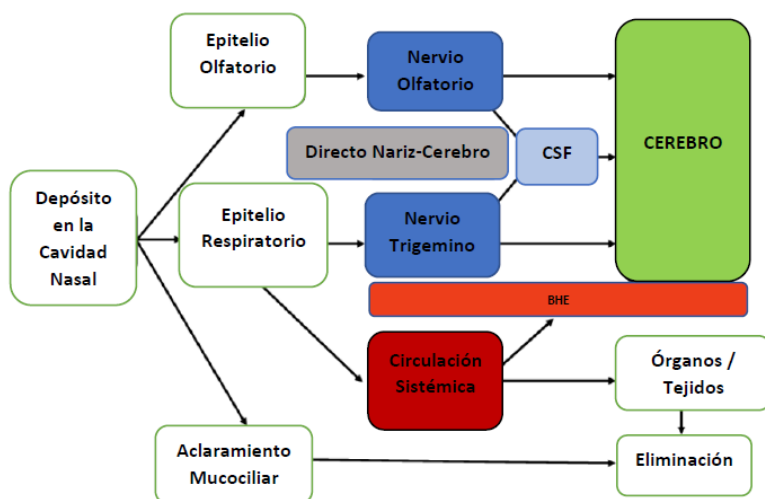 Epitelio
Olfatorio
Nervio
Olfatorio
Directo Nariz-Cerebro
CSF
CEREBRO
Depósito
en la
Cavidad
Nasal
Epitelio
Respiratorio
Nervio
Trigemino
BHE
Circulación
Sistémica
Órganos /
Tejidos
Aclaramiento
Mucociliar
Eliminación